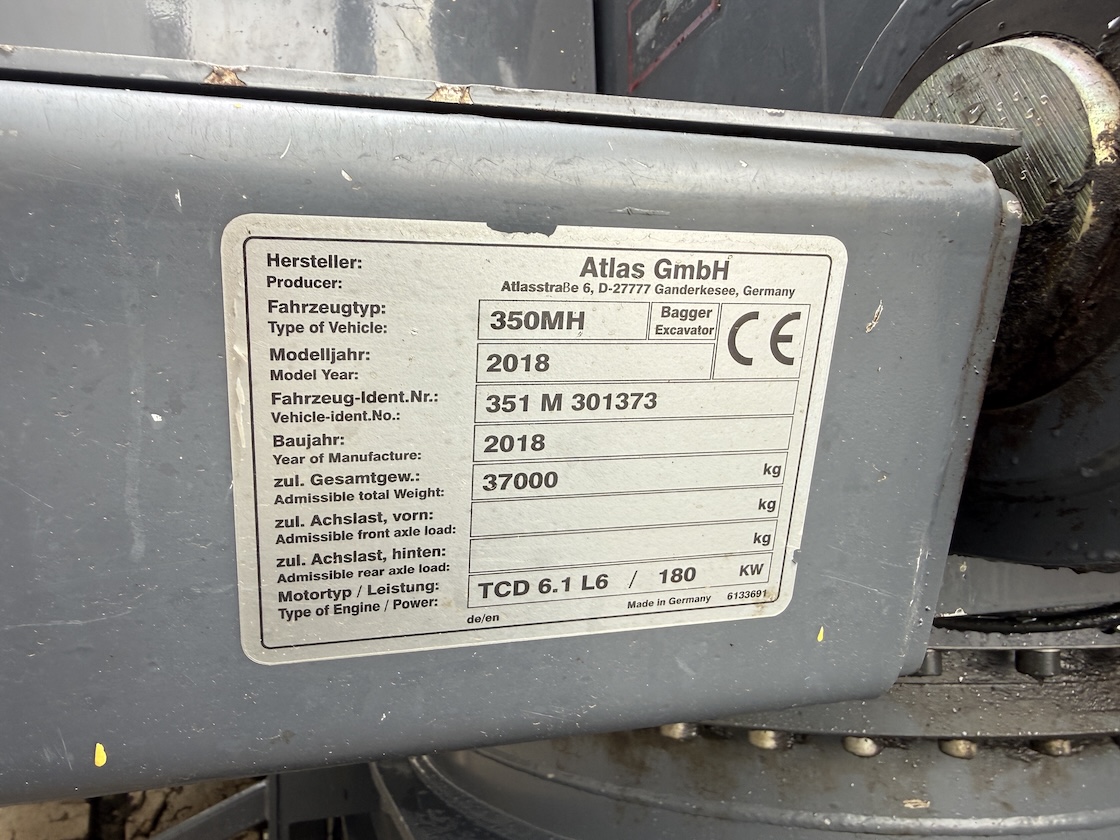 Hersteller:
Producer:
Atlas GmbH
Atlasstraße 6, D-27777 Ganderkesee, Germany
Fahrzeugtyp:
Type of Vehicle:
350MH
Bagger
Excavator
CE
Modelljahr:
Model Year:
2018
Fahrzeug-Ident.Nr.:
Vehicle-ident.No.:
351 M 301373
Baujahr:
Year of Manufacture:
2018
zul. Gesamtgew.:
Admissible total Weight:
37000 kg
zul. Achslast, vorn:
Admissible front axle load:
kg
zul. Achslast, hinten:
Admissible rear axle load:
kg
Motortyp / Leistung:
Type of Engine / Power:
TCD 6.1 L6 / 180 KW
de/en
Made in Germany
6133691